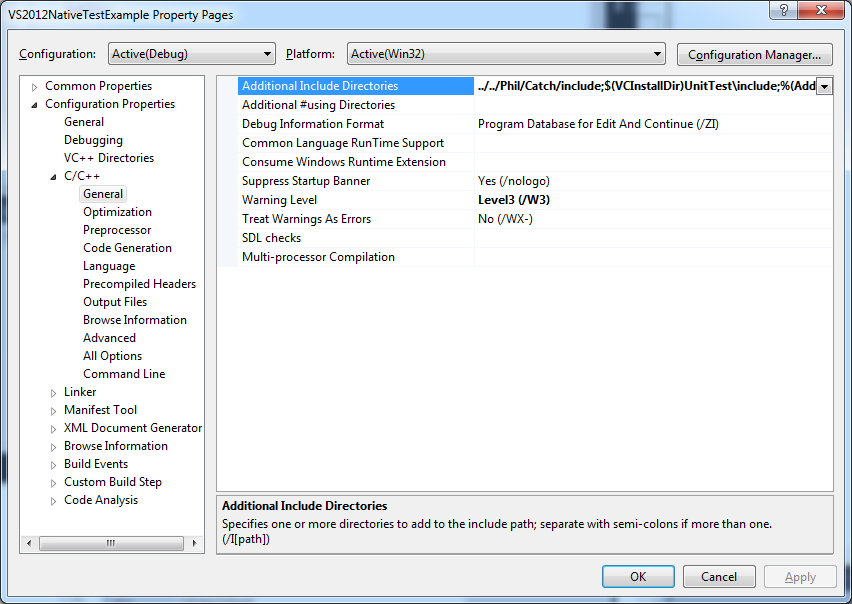 VS2012NativeTestExample Property Pages
Configuration: Active(Debug) Platform: Active(Win32) Configuration Manager...
Common Properties
Configuration Properties
General
Debugging
VC++ Directories
C/C++
General
Optimization
Preprocessor
Code Generation
Language
Precompiled Headers
Output Files
Browse Information
Advanced
All Options
Command Line
Linker
Manifest Tool
XML Document Generator
Browse Information
Build Events
Custom Build Step
Code Analysis
Additional Include Directories ../../Phil/Catch/include;$(VCInstallDir)UnitTest\include;%(Add
Additional #using Directories
Debug Information Format Program Database for Edit And Continue (/ZI)
Common Language RunTime Support
Consume Windows Runtime Extension
Suppress Startup Banner Yes (/nologo)
Warning Level Level3 (/W3)
Treat Warnings As Errors No (/WX-)
SDL checks
Multi-processor Compilation
Additional Include Directories
Specifies one or more directories to add to the include path; separate with semi-colons if more than one.
(/I[path])
OK Cancel Apply